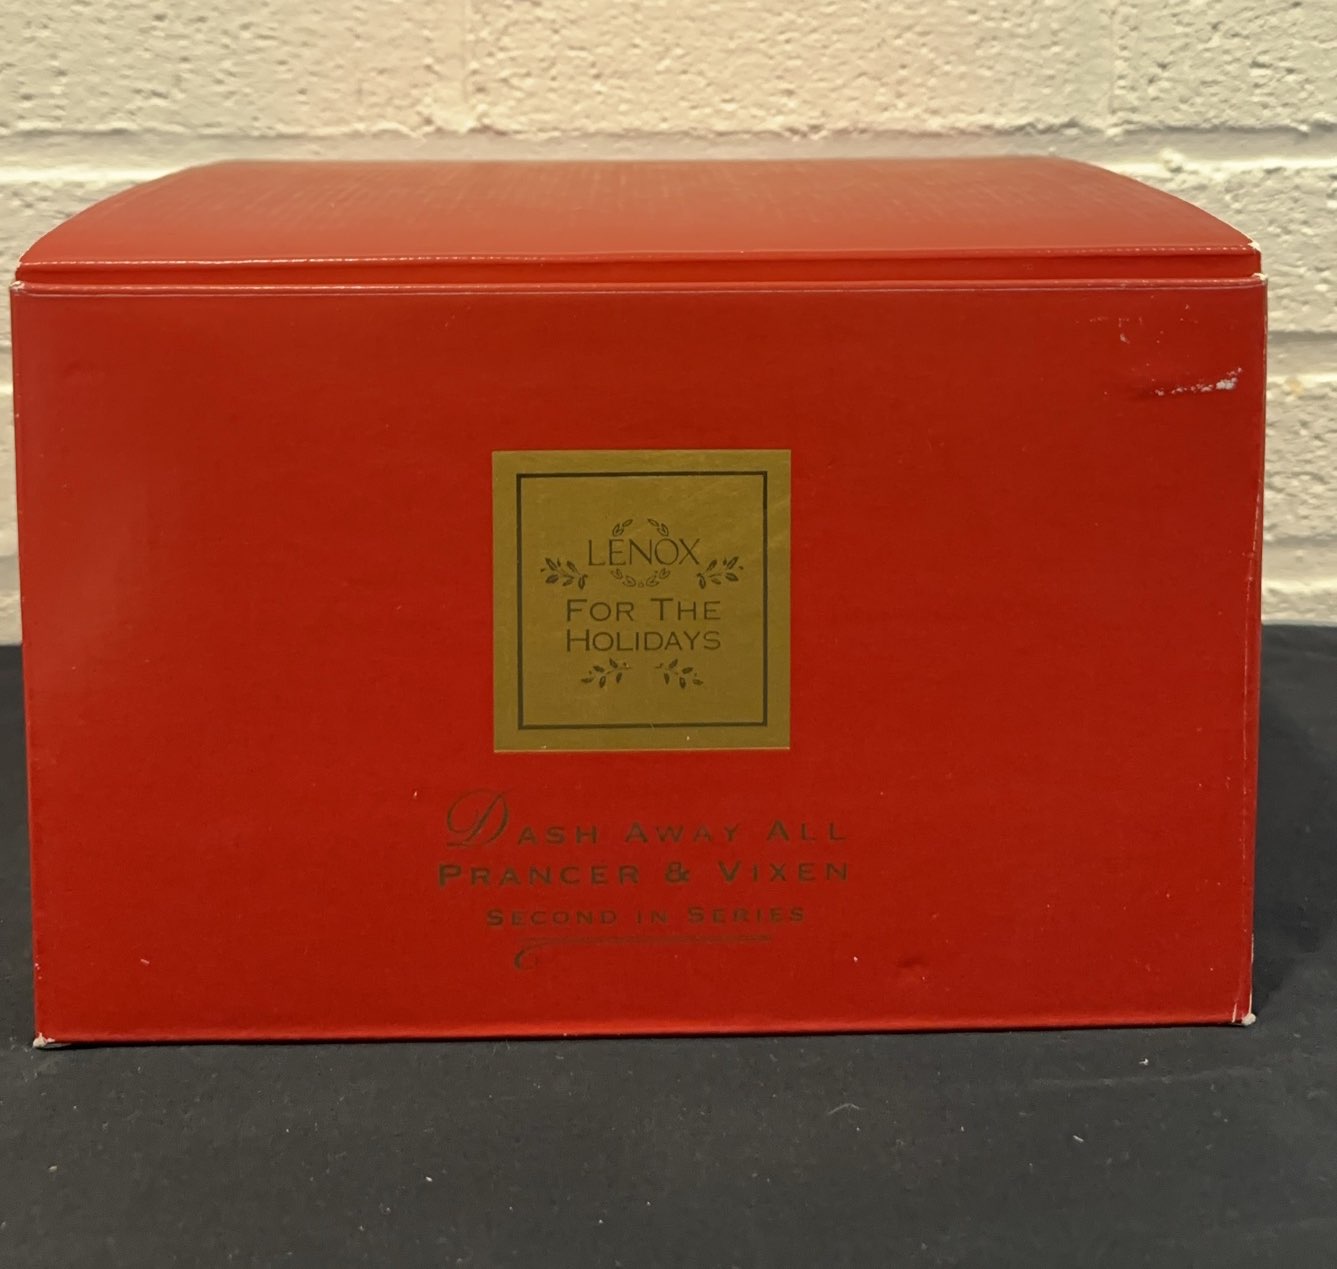 LENOX
FOR THE
HOLIDAYS
DASH AWAY ALL
PRANCER & VIXEN
SECOND IN SERIES